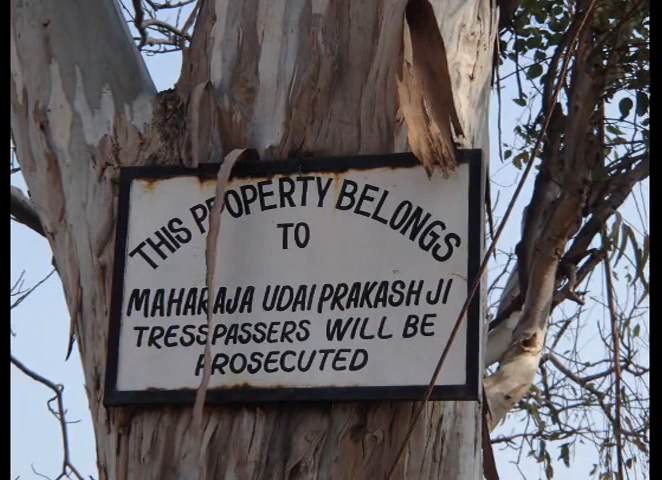 THIS PROPERTY BELONGS
TO
MAHARAJA UDAI PRAKASH JI
TRESSPASSERS WILL BE
PROSECUTED